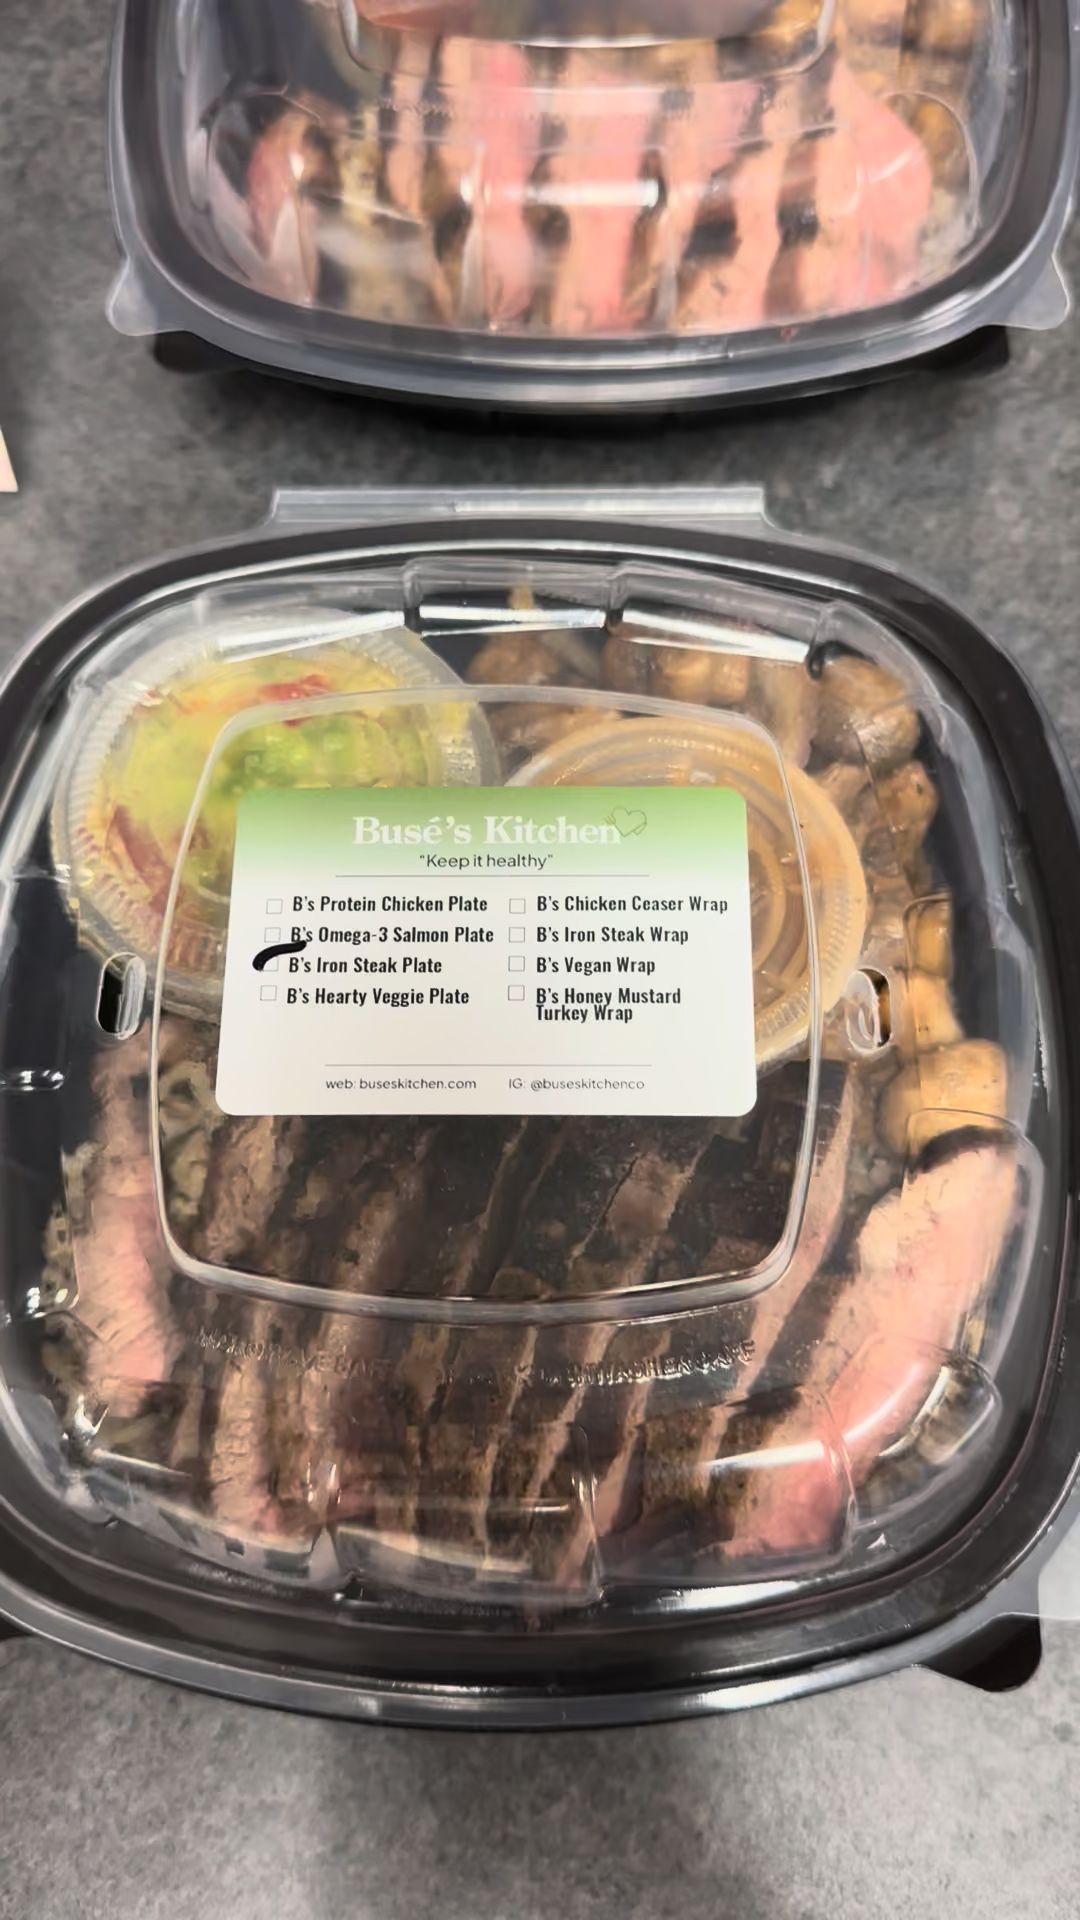 Busé's Kitchen
"Keep it healthy"
B's Protein Chicken Plate
B's Omega-3 Salmon Plate
B's Iron Steak Plate
B's Hearty Veggie Plate
B's Chicken Ceaser Wrap
B's Iron Steak Wrap
B's Vegan Wrap
B's Honey Mustard
Turkey Wrap
web: buseskitchen.com
IG: @buseskitchenco